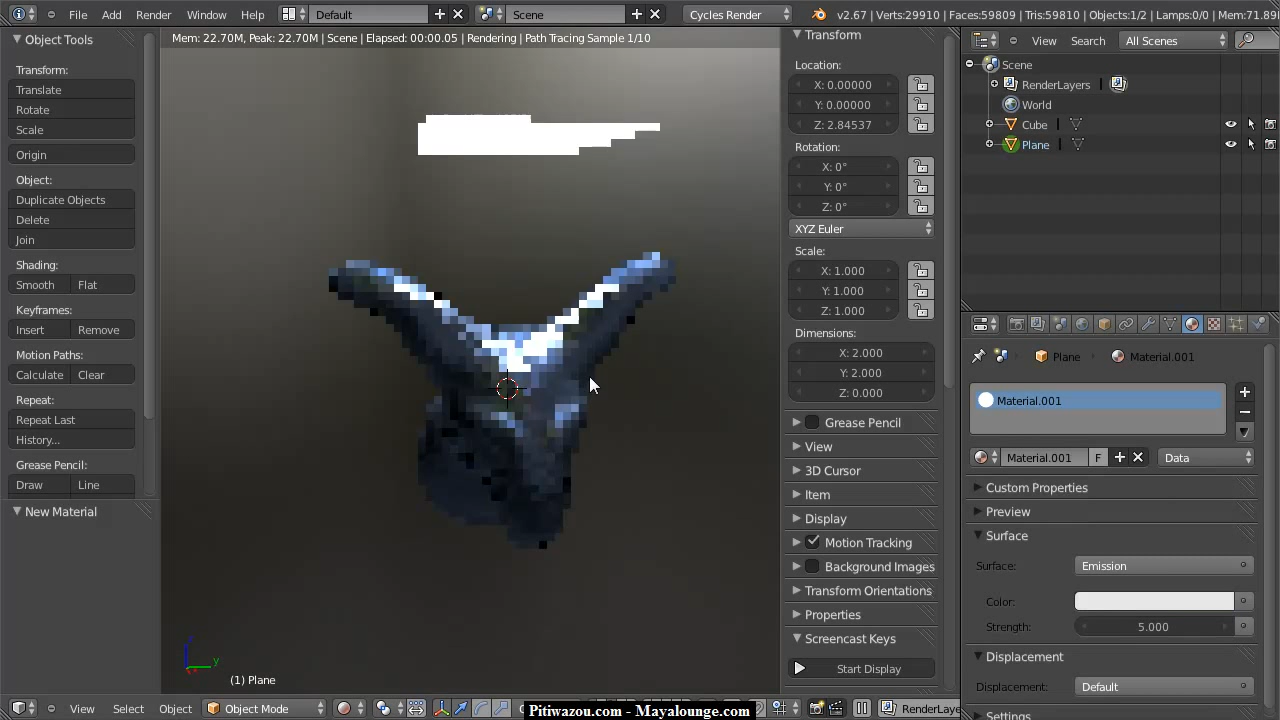 File Add Render Window Help Default Scene Cycles Render v2.67 | Verts:29910 | Faces:59809 | Tris:59810 | Objects:1/2 | Lamps:0/0 | Mem:71.89
Mem: 22.70M, Peak: 22.70M | Scene | Elapsed: 00:00.05 | Rendering | Path Tracing Sample 1/10
Object Tools
Transform:
Translate
Rotate
Scale
Origin
Object:
Duplicate Objects
Delete
Join
Shading:
Smooth Flat
Keyframes:
Insert Remove
Motion Paths:
Calculate Clear
Repeat:
Repeat Last
History...
Grease Pencil:
Draw Line
New Material
(1) Plane
z
y
Transform
Location:
X: 0.00000
Y: 0.00000
Z: 2.84537
Rotation:
X: 0°
Y: 0°
Z: 0°
XYZ Euler
Scale:
X: 1.000
Y: 1.000
Z: 1.000
Dimensions:
X: 2.000
Y: 2.000
Z: 0.000
Grease Pencil
View
3D Cursor
Item
Display
Motion Tracking
Background Images
Transform Orientations
Properties
Screencast Keys
Start Display
View Search All Scenes
Scene
RenderLayers
World
Cube
Plane
Plane Material.001
Material.001
Material.001 F Data
Custom Properties
Preview
Surface
Surface: Emission
Color:
Strength: 5.000
Displacement
Displacement: Default
Settings
View Select Object Object Mode RenderLaye
Pitiwazou.com - Mayalounge.com